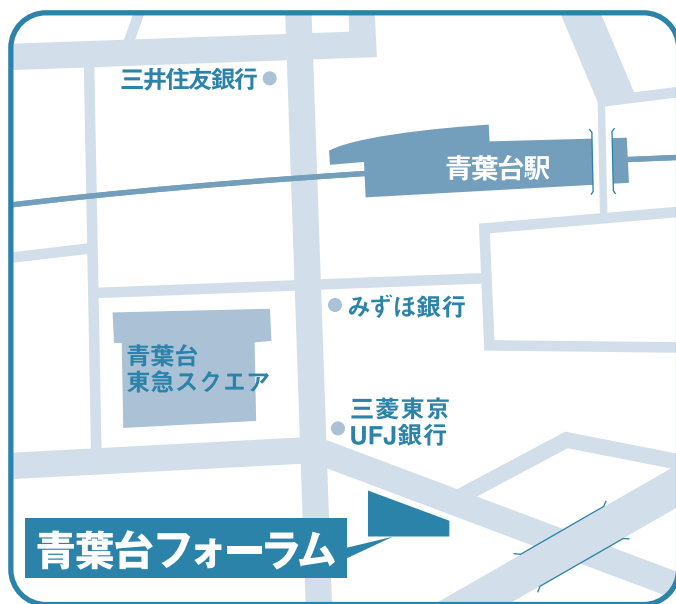 三井住友銀行
青葉台駅
みずほ銀行
青葉台
東急スクエア
三菱東京
UFJ銀行
青葉台フォーラム